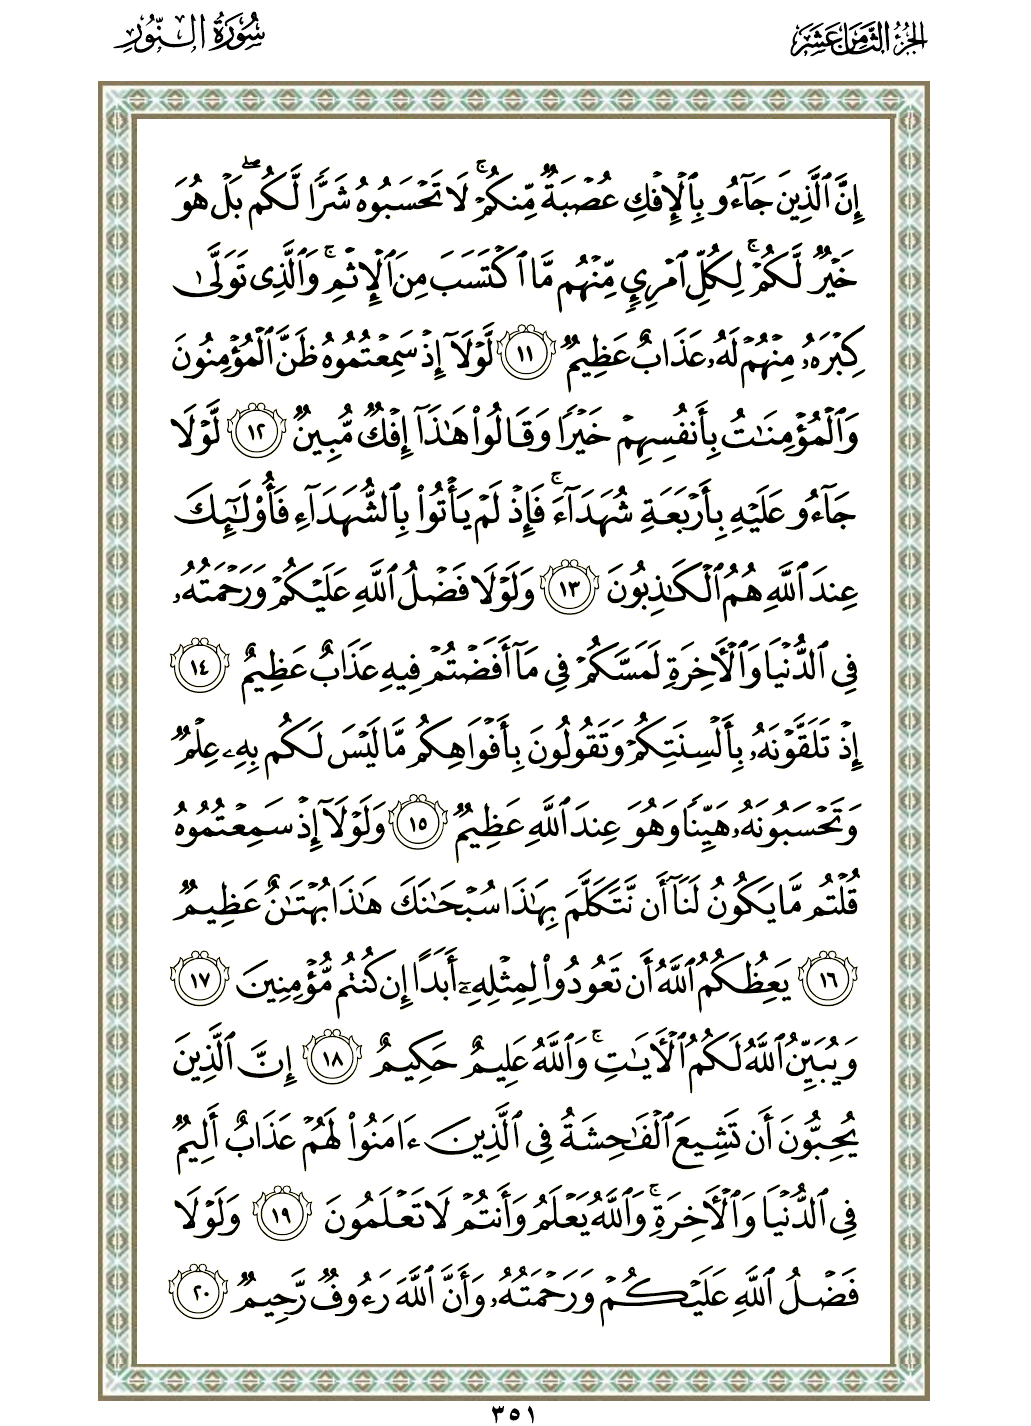 الجزء الثامن عشر
سورة النور
إِنَّ ٱلَّذِينَ جَآءُو بِٱلْإِفْكِ عُصْبَةٌ مِّنكُمْ ۚ لَا تَحْسَبُوهُ شَرًّا لَّكُم ۖ بَلْ هُوَ
خَيْرٌ لَّكُمْ ۚ لِكُلِّ ٱمْرِئٍ مِّنْهُم مَّا ٱكْتَسَبَ مِنَ ٱلْإِثْمِ ۚ وَٱلَّذِى تَوَلَّىٰ
كِبْرَهُۥ مِنْهُمْ لَهُۥ عَذَابٌ عَظِيمٌ ١١ لَّوْلَآ إِذْ سَمِعْتُمُوهُ ظَنَّ ٱلْمُؤْمِنُونَ
وَٱلْمُؤْمِنَـٰتُ بِأَنفُسِهِمْ خَيْرًا وَقَالُوا۟ هَـٰذَآ إِفْكٌ مُّبِينٌ ١٢ لَّوْلَا
جَآءُو عَلَيْهِ بِأَرْبَعَةِ شُهَدَآءَ ۚ فَإِذْ لَمْ يَأْتُوا۟ بِٱلشُّهَدَآءِ فَأُو۟لَـٰٓئِكَ
عِندَ ٱللَّهِ هُمُ ٱلْكَـٰذِبُونَ ١٣ وَلَوْلَا فَضْلُ ٱللَّهِ عَلَيْكُمْ وَرَحْمَتُهُۥ
فِى ٱلدُّنْيَا وَٱلْـَٔاخِرَةِ لَمَسَّكُمْ فِى مَآ أَفَضْتُمْ فِيهِ عَذَابٌ عَظِيمٌ ١٤
إِذْ تَلَقَّوْنَهُۥ بِأَلْسِنَتِكُمْ وَتَقُولُونَ بِأَفْوَاهِكُم مَّا لَيْسَ لَكُم بِهِۦ عِلْمٌ
وَتَحْسَبُونَهُۥ هَيِّنًا وَهُوَ عِندَ ٱللَّهِ عَظِيمٌ ١٥ وَلَوْلَآ إِذْ سَمِعْتُمُوهُ
قُلْتُم مَّا يَكُونُ لَنَآ أَن نَّتَكَلَّمَ بِهَـٰذَا سُبْحَـٰنَكَ هَـٰذَا بُهْتَـٰنٌ عَظِيمٌ
١٦ يَعِظُكُمُ ٱللَّهُ أَن تَعُودُوا۟ لِمِثْلِهِۦٓ أَبَدًا إِن كُنتُم مُّؤْمِنِينَ ١٧
وَيُبَيِّنُ ٱللَّهُ لَكُمُ ٱلْـَٔايَـٰتِ ۚ وَٱللَّهُ عَلِيمٌ حَكِيمٌ ١٨ إِنَّ ٱلَّذِينَ
يُحِبُّونَ أَن تَشِيعَ ٱلْفَـٰحِشَةُ فِى ٱلَّذِينَ ءَامَنُوا۟ لَهُمْ عَذَابٌ أَلِيمٌ
فِى ٱلدُّنْيَا وَٱلْـَٔاخِرَةِ ۚ وَٱللَّهُ يَعْلَمُ وَأَنتُمْ لَا تَعْلَمُونَ ١٩ وَلَوْلَا
فَضْلُ ٱللَّهِ عَلَيْكُمْ وَرَحْمَتُهُۥ وَأَنَّ ٱللَّهَ رَءُوفٌ رَّحِيمٌ ٢٠
٣٥١